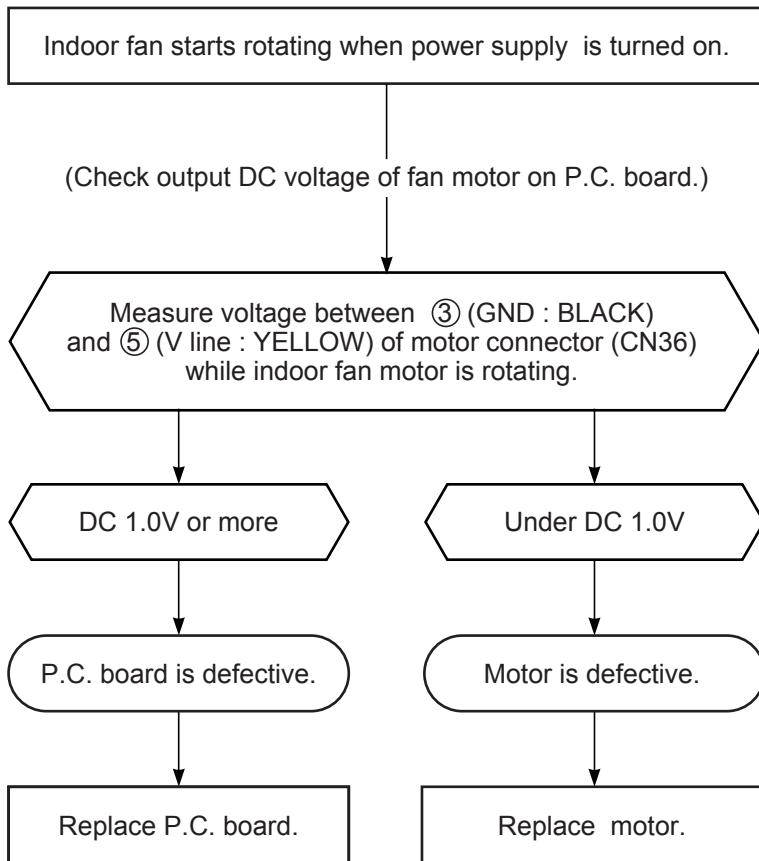 Indoor fan starts rotating when power supply is turned on.
(Check output DC voltage of fan motor on P.C. board.)
Measure voltage between ③ (GND : BLACK)
and ⑤ (V line : YELLOW) of motor connector (CN36)
while indoor fan motor is rotating.
DC 1.0V or more
Under DC 1.0V
P.C. board is defective.
Motor is defective.
Replace P.C. board.
Replace motor.